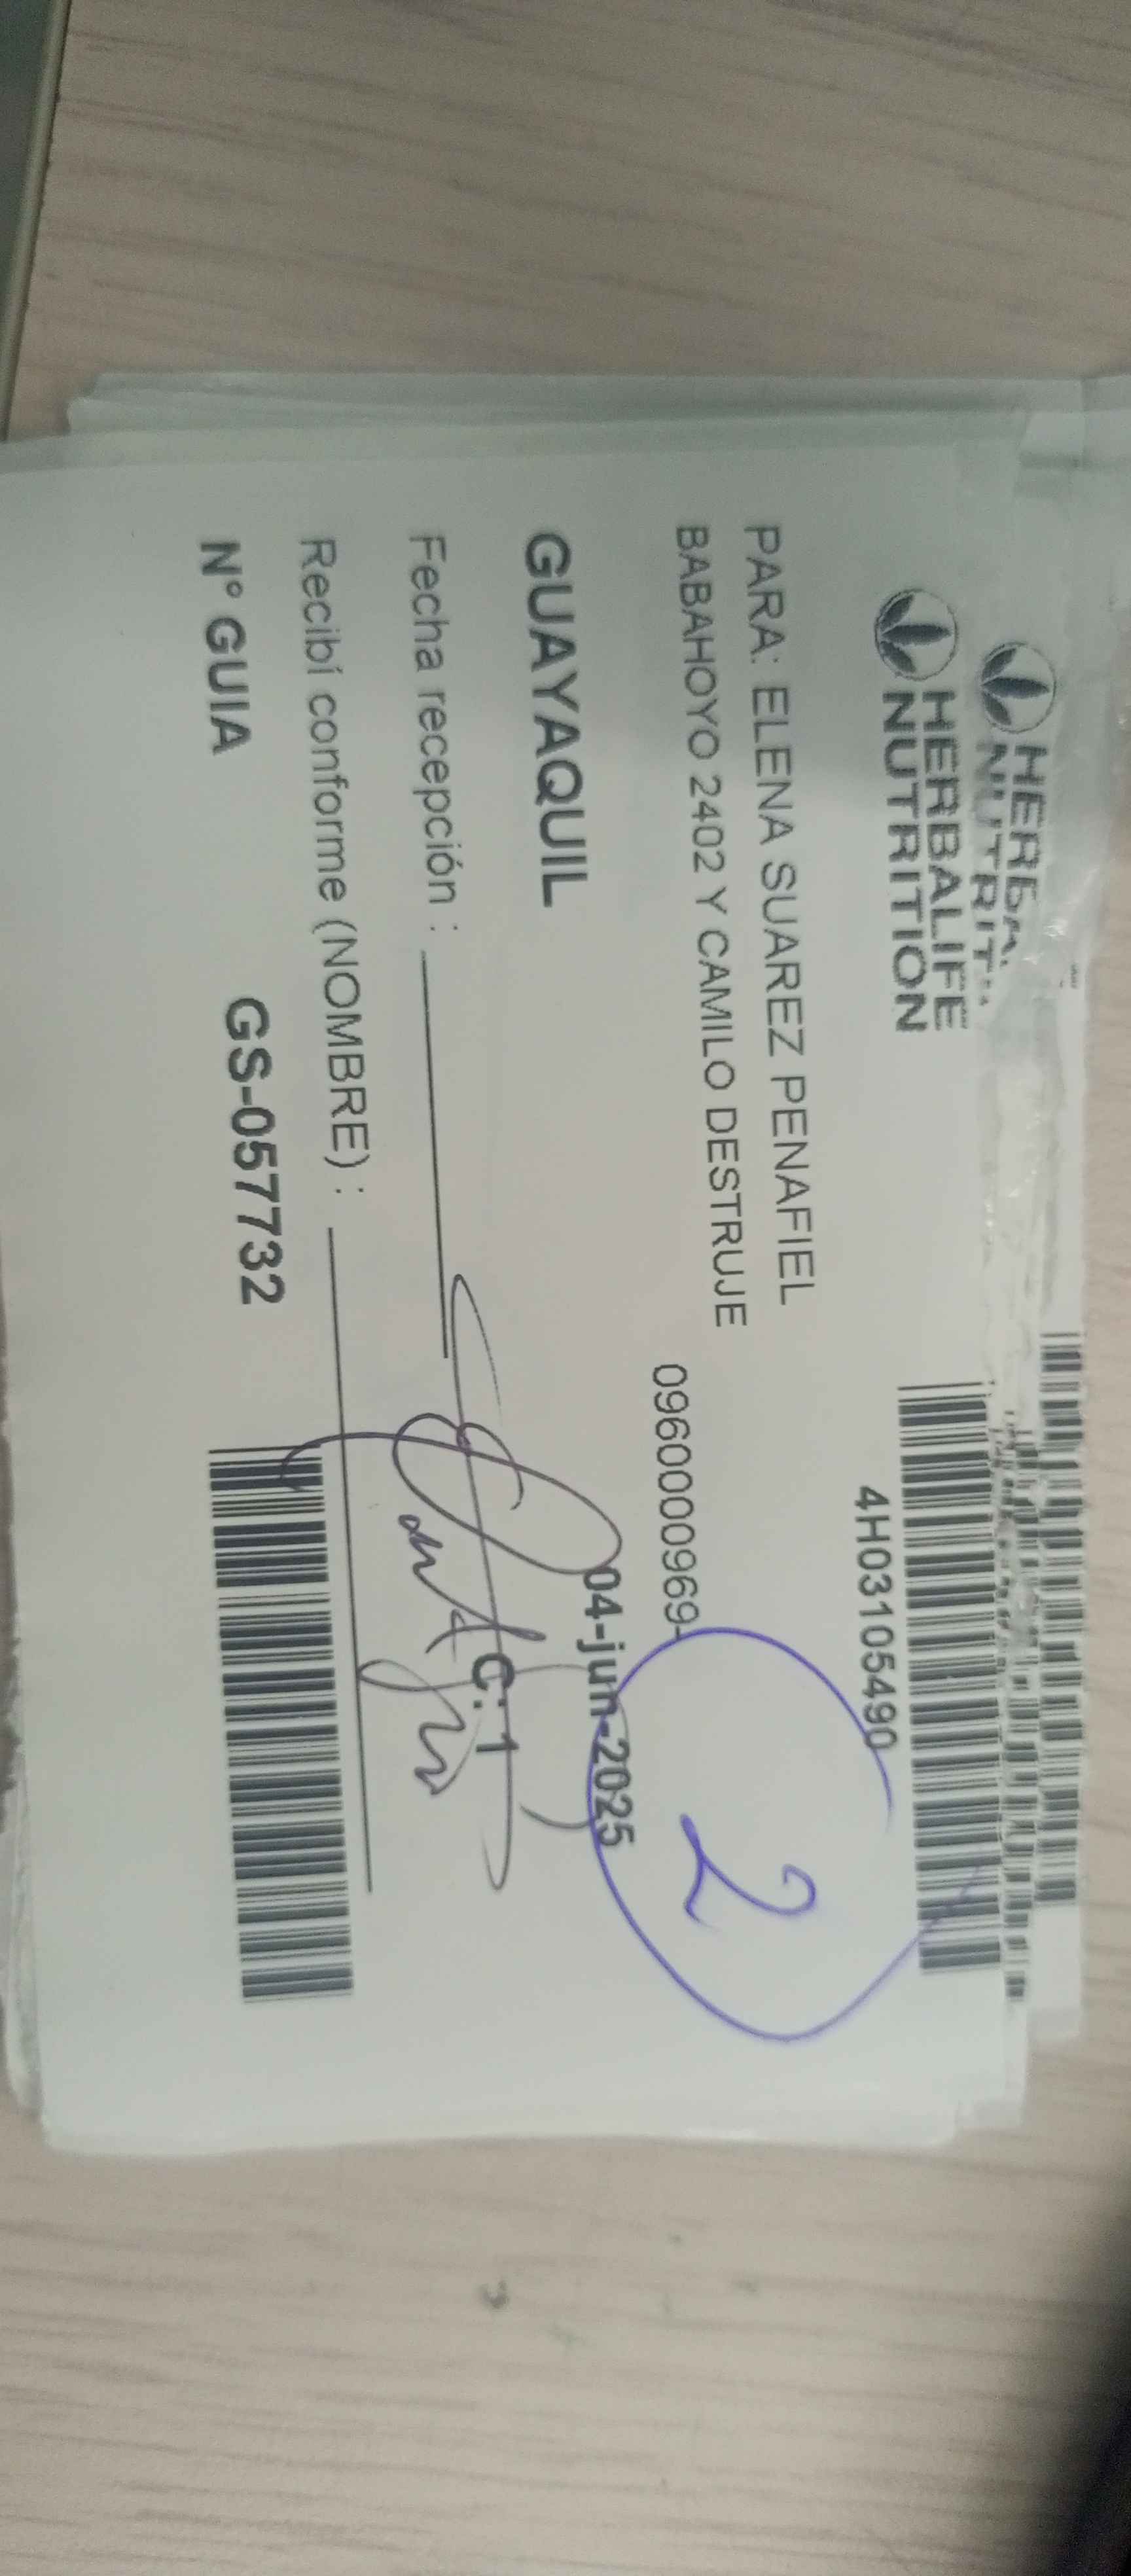 HERBALIFE
NUTRITION
4H03105490
PARA: ELENA SUAREZ PENAFIEL
BABAHOYO 2402 Y CAMILO DESTRUJE
0960000969-
2
GUAYAQUIL
04-jun-2025
C: 1
Fecha recepción :
Recibí conforme (NOMBRE) :
N° GUIA GS-057732